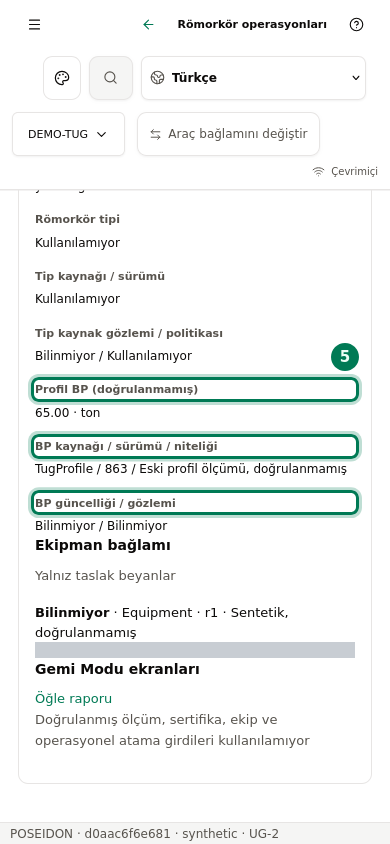 Römorkör operasyonları
Türkçe
DEMO-TUG
Araç bağlamını değiştir
Çevrimiçi
Römorkör tipi
Kullanılamıyor
Tip kaynağı / sürümü
Kullanılamıyor
Tip kaynak gözlemi / politikası
Bilinmiyor / Kullanılamıyor
5
Profil BP (doğrulanmamış)
65.00 · ton
BP kaynağı / sürümü / niteliği
TugProfile / 863 / Eski profil ölçümü, doğrulanmamış
BP güncelliği / gözlemi
Bilinmiyor / Bilinmiyor
Ekipman bağlamı
Yalnız taslak beyanlar
Bilinmiyor · Equipment · r1 · Sentetik,
doğrulanmamış
Gemi Modu ekranları
Öğle raporu
Doğrulanmış ölçüm, sertifika, ekip ve
operasyonel atama girdileri kullanılamıyor
POSEIDON · d0aac6f6e681 · synthetic · UG-2